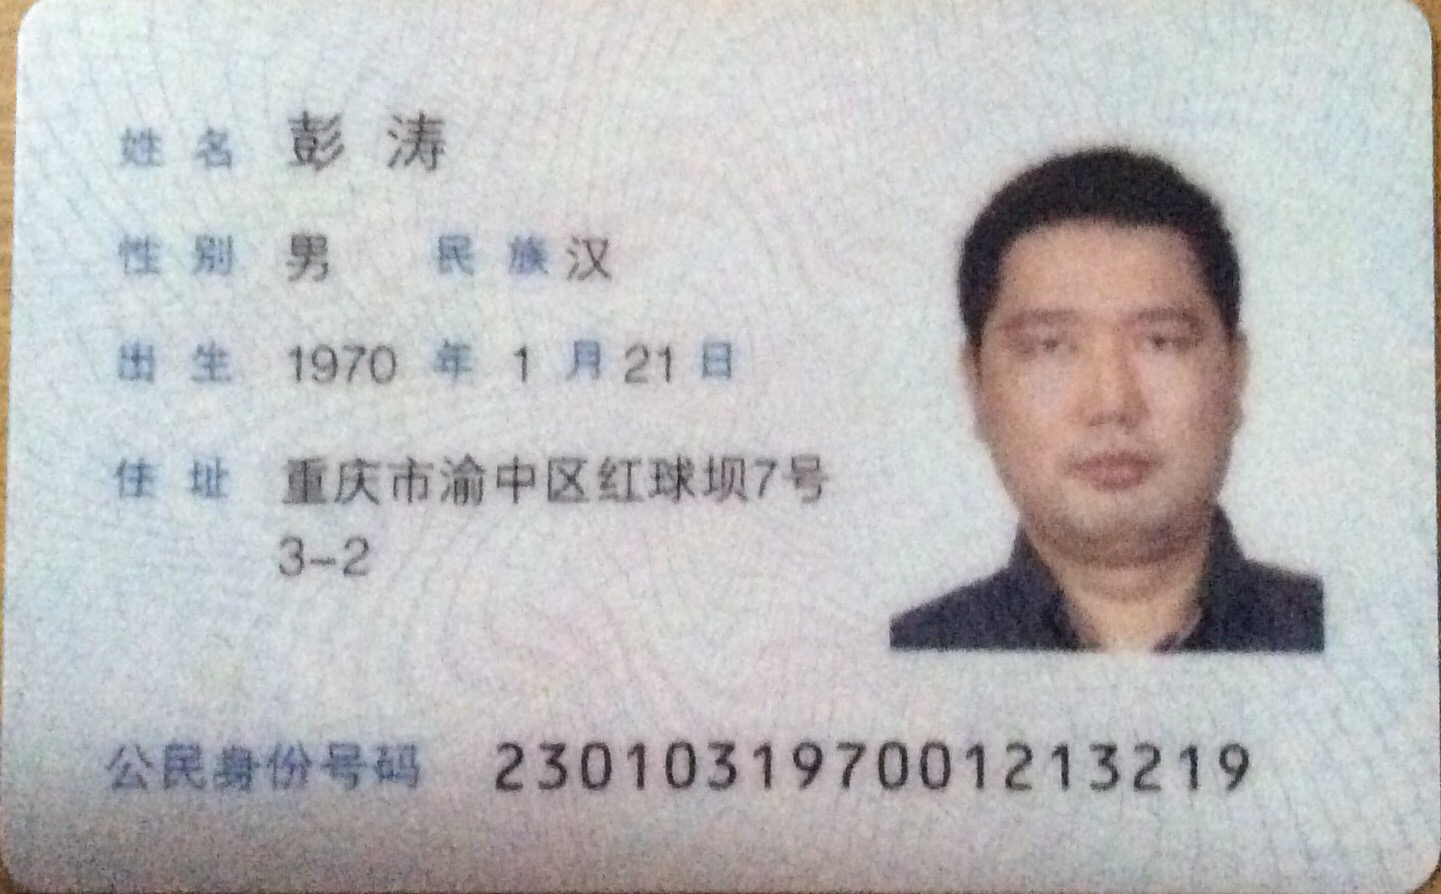 姓名 彭涛
性别 男 民族 汉
出生 1970 年 1 月 21 日
住址 重庆市渝中区红球坝7号
3-2
公民身份号码 230103197001213219